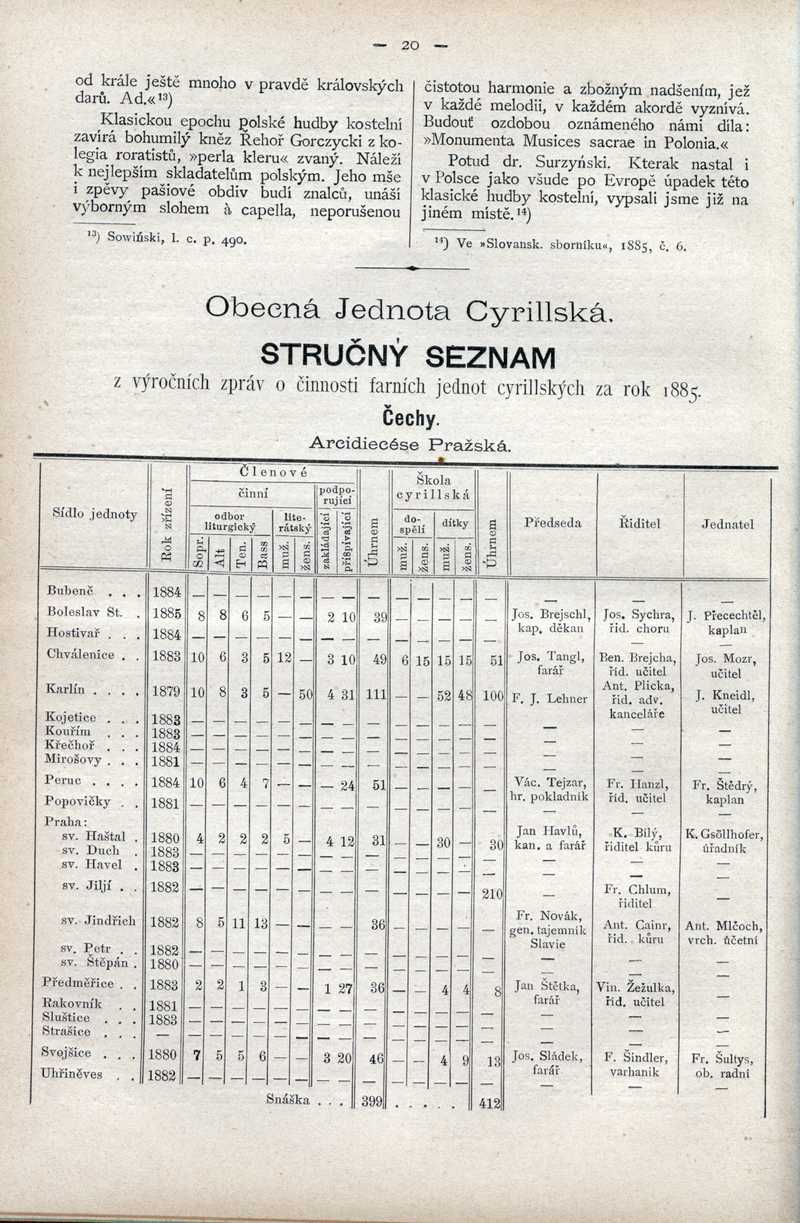 — 20 —
od krále ještě mnoho v pravdě královských
darů. Ad.«¹³)
Klasickou epochu polské hudby kostelní
zavírá bohumilý kněz Řehoř Gorczycki z ko-
legia roratistů, »perla kleru« zvaný. Náleží
k nejlepším skladatelům polským. Jeho mše
i zpěvy pašiové obdiv budí znalců, unáší
výborným slohem à capella, neporušenou
¹³) Sowiński, l. c. p. 490.
čistotou harmonie a zbožným nadšením, jež
v každé melodii, v každém akordě vyznívá.
Budouť ozdobou oznámeného námi díla:
»Monumenta Musices sacrae in Polonia.«
Potud dr. Surzyński. Kterak nastal i
v Polsce jako všude po Evropě úpadek této
klasické hudby kostelní, vypsali jsme již na
jiném místě.¹⁴)
¹⁴) Ve »Slovansk. sborníku«, 1885, č. 6.
Obecná Jednota Cyrillská.
STRUČNÝ SEZNAM
z výročních zpráv o činnosti farních jednot cyrillských za rok 1885.
Čechy.
Arcidiecése Pražská.
Sídlo jednoty
Rok zřízení
Členové
činní
odbor liturgický
Sopr.
Alt
Ten.
Bass
lite-
rátský
muž.
žens.
podpo-
rující
zakládající
přispívající
Úhrnem
Škola
cyrillská
do-
spělí
muž.
žens.
dítky
muž.
žens.
Úhrnem
Předseda
Ředitel
Jednatel
Bubeneč . . . 1884 — — — — — — — — — — — — — — — — —
Boleslav St. . 1885 8 8 6 5 — — 2 10 39 — — — — — Jos. Brejschl, kap. děkan Jos. Sychra, řid. choru J. Přecechtěl, kaplan
Hostivař . . . 1884 — — — — — — — — — — — — — — — — —
Chválenice . . 1883 10 6 3 5 12 — 3 10 49 6 15 15 15 51 Jos. Tangl, farář Ben. Brejcha, říd. učitel Jos. Mozr, učitel
Karlín . . . . 1879 10 8 3 5 — 50 4 31 111 — — 52 48 100 F. J. Lehner Ant. Plicka, řid. adv. kanceláře J. Kneidl, učitel
Kojetice . . . 1883 — — — — — — — — — — — — — — — — —
Kouřim . . . 1883 — — — — — — — — — — — — — — — — —
Křečhoř . . . 1884 — — — — — — — — — — — — — — — — —
Mirošovy . . . 1881 — — — — — — — — — — — — — — — — —
Peruc . . . . 1884 10 6 4 7 — — — 24 51 — — — — — Vác. Tejzar, hr. pokladník Fr. Hanzl, říd. učitel Fr. Štědrý, kaplan
Popovičky . . 1881 — — — — — — — — — — — — — — — — —
Praha:
sv. Haštal . 1880 4 2 2 2 5 — 4 12 31 — — 30 — 30 Jan Havlů, kan. a farář K. Bílý, řiditel kůru K. Gsöllhofer, úřadník
sv. Duch . 1883 — — — — — — — — — — — — — — — — —
sv. Havel . 1883 — — — — — — — — — — — — — — — — —
sv. Jiljí . . 1882 — — — — — — — — — — — — — 210 — Fr. Chlum, řiditel —
sv. Jindřich 1882 8 5 11 13 — — — — 36 Fr. Novák, gen. tajemník Slavie Ant. Cainr, řid. kůru Ant. Mlčoch, vrch. účetní
sv. Petr . . 1882 — — — — — — — — — — — — — — — — —
sv. Štěpán . 1880 — — — — — — — — — — — — — — — — —
Předměřice . . 1883 2 2 1 3 — — 1 27 36 — — 4 4 8 Jan Štětka, farář Vin. Žežulka, řid. učitel —
Rakovník . . 1881 — — — — — — — — — — — — — — — — —
Sluštice . . . 1883 — — — — — — — — — — — — — — — — —
Strašice . . . — — — — — — — — — — — — — — — — — —
Svojšice . . . 1880 7 5 5 6 — — 3 20 46 — — 4 9 13 Jos. Sládek, farář F. Šindler, varhanik Fr. Šultys, ob. radní
Uhřiněves . . 1882 — — — — — — — — — — — — — — — — —
Snáška . . . 399 . . . . . 412